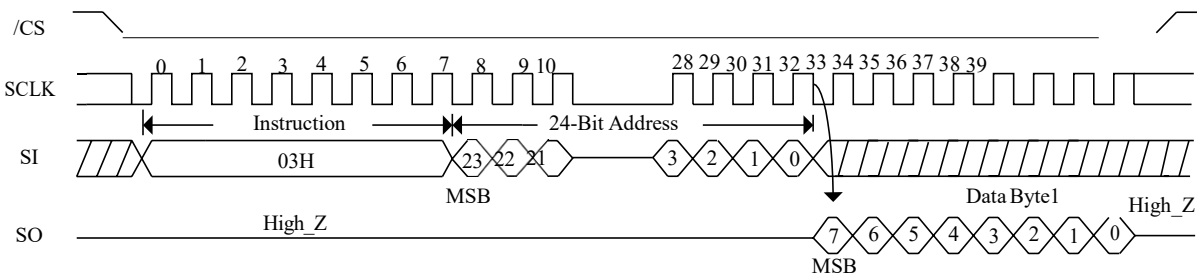 /CS
0 1 2 3 4 5 6 7 8 9 10 28 29 30 31 32 33 34 35 36 37 38 39
SCLK
Instruction 24-Bit Address
SI 03H 23 22 21 3 2 1 0
MSB Data Byte1
High_Z High_Z
SO 7 6 5 4 3 2 1 0
MSB